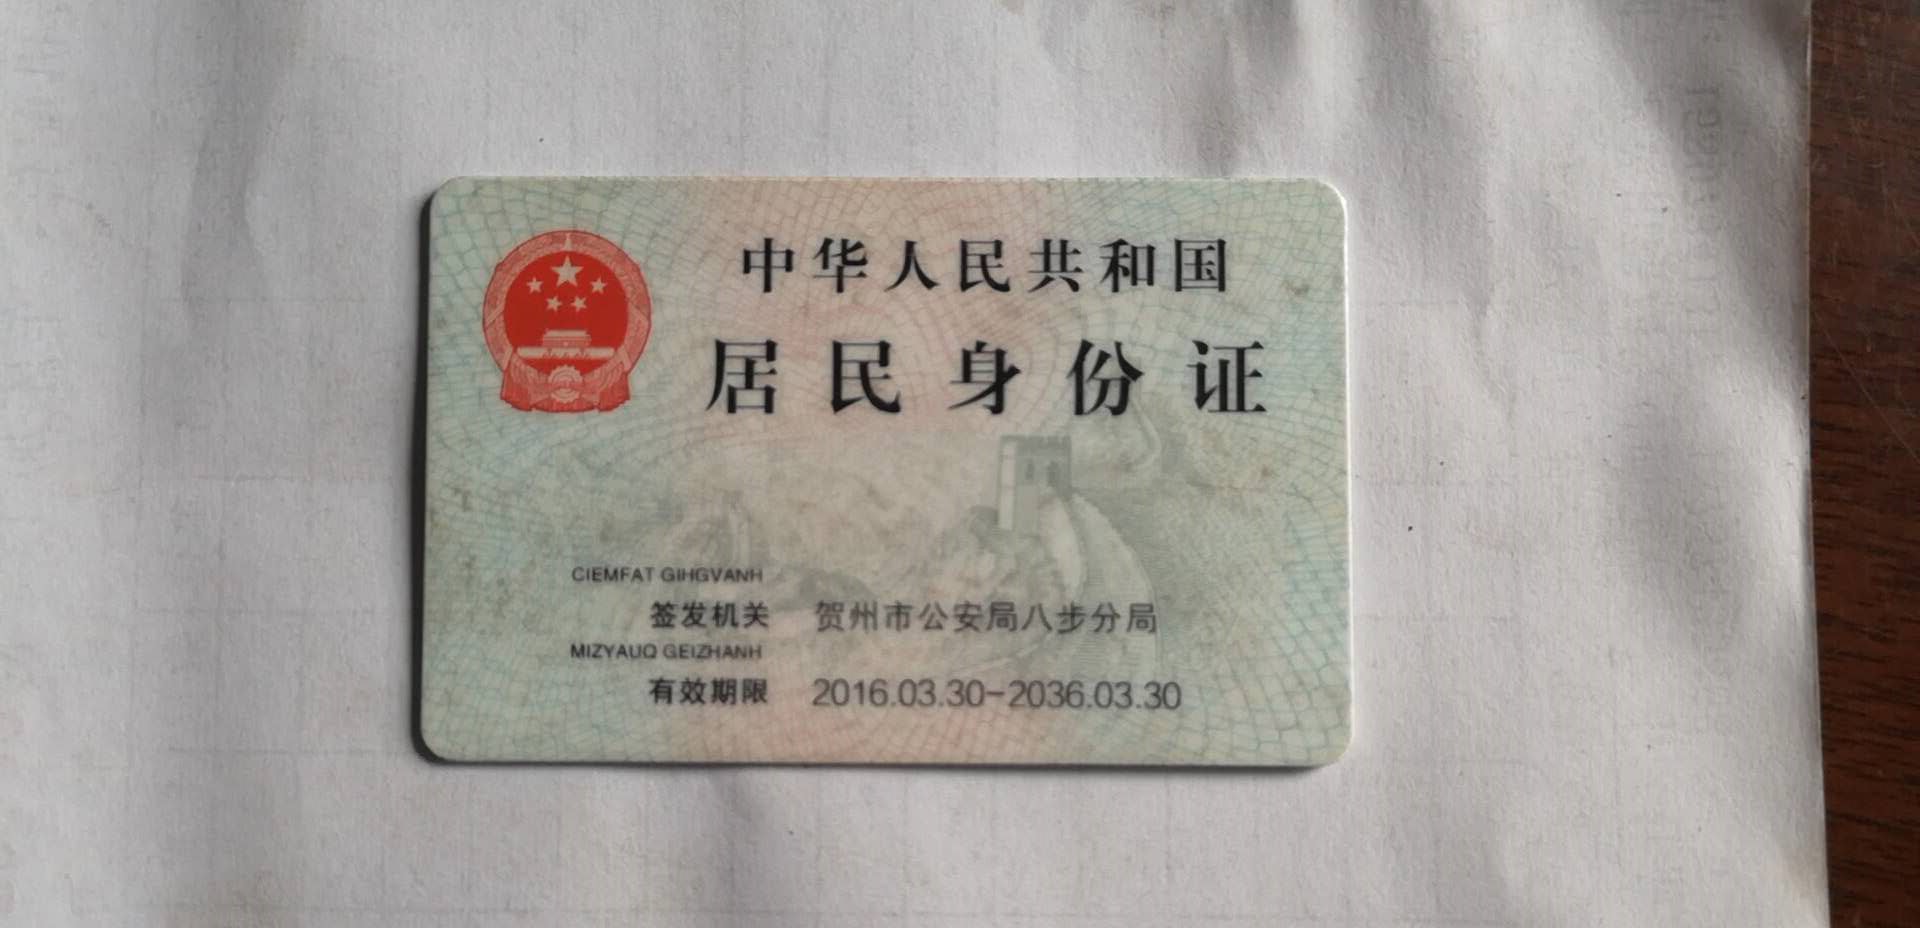 中华人民共和国
居民身份证
CIEMFAT GIHGVANH
签发机关 贺州市公安局八步分局
MIZYAUQ GEIZHANH
有效期限 2016.03.30-2036.03.30